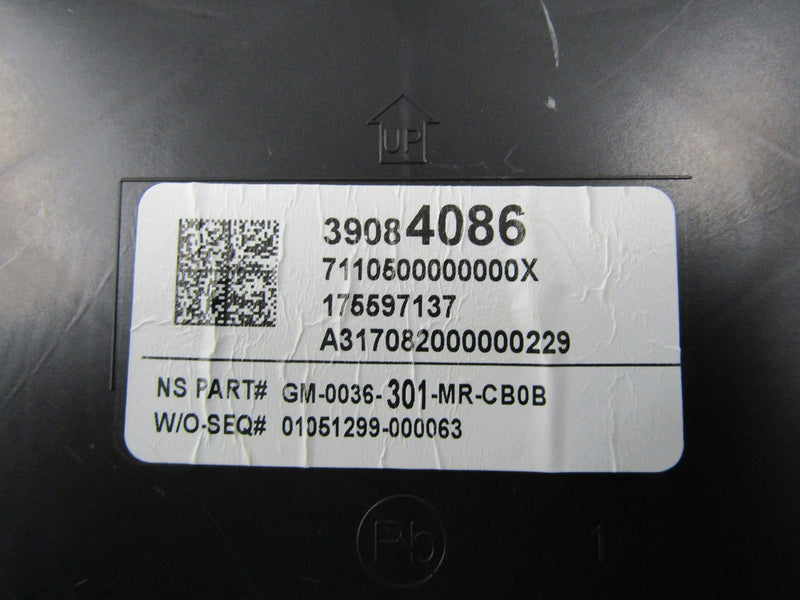 UP
39084086
7110500000000X
175597137
A317082000000229
NS PART# GM-0036-301-MR-CB0B
W/O-SEQ# 01051299-000063
Pb
1